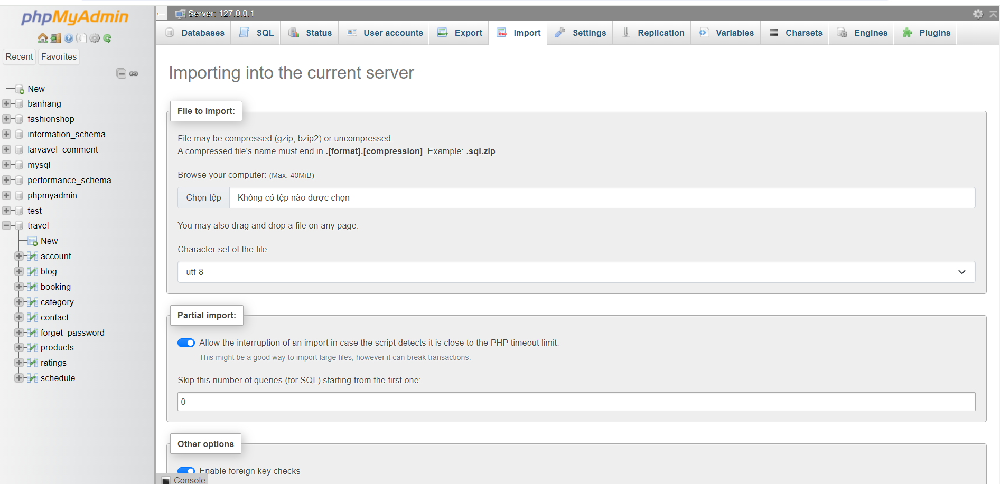 phpMyAdmin
Recent
Favorites
New
banhang
fashionshop
information_schema
larvavel_comment
mysql
performance_schema
phpmyadmin
test
travel
New
account
blog
booking
category
contact
forget_password
products
ratings
schedule
Server: 127.0.0.1
Databases
SQL
Status
User accounts
Export
Import
Settings
Replication
Variables
Charsets
Engines
Plugins
Importing into the current server
File to import:
File may be compressed (gzip, bzip2) or uncompressed.
A compressed file's name must end in .[format].[compression]. Example: .sql.zip
Browse your computer: (Max: 40MiB)
Chọn tệp Không có tệp nào được chọn
You may also drag and drop a file on any page.
Character set of the file:
utf-8
Partial import:
Allow the interruption of an import in case the script detects it is close to the PHP timeout limit.
This might be a good way to import large files, however it can break transactions.
Skip this number of queries (for SQL) starting from the first one:
0
Other options
Enable foreign key checks
Console